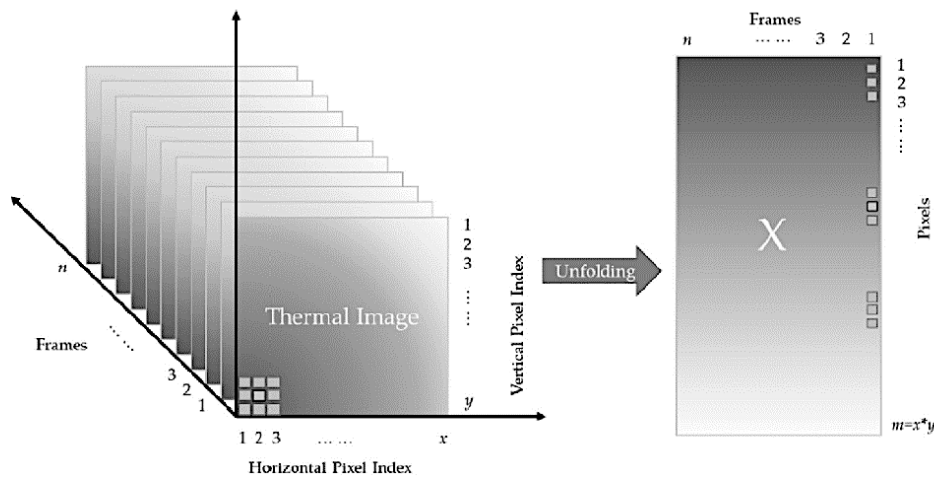 Frames
n … … 3 2 1
1
2
3
⋮
⋮
Pixels
X
m=x*y
Unfolding
1
2
3
⋮
⋮
y
Vertical Pixel Index
Thermal Image
n
… …
Frames
3
2
1
1 2 3 … … x
Horizontal Pixel Index